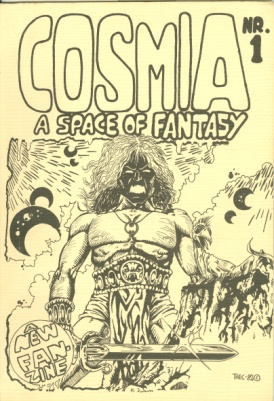 COSMIA
NR.
1
A SPACE OF FANTASY
A
NEW
FAN
ZINE